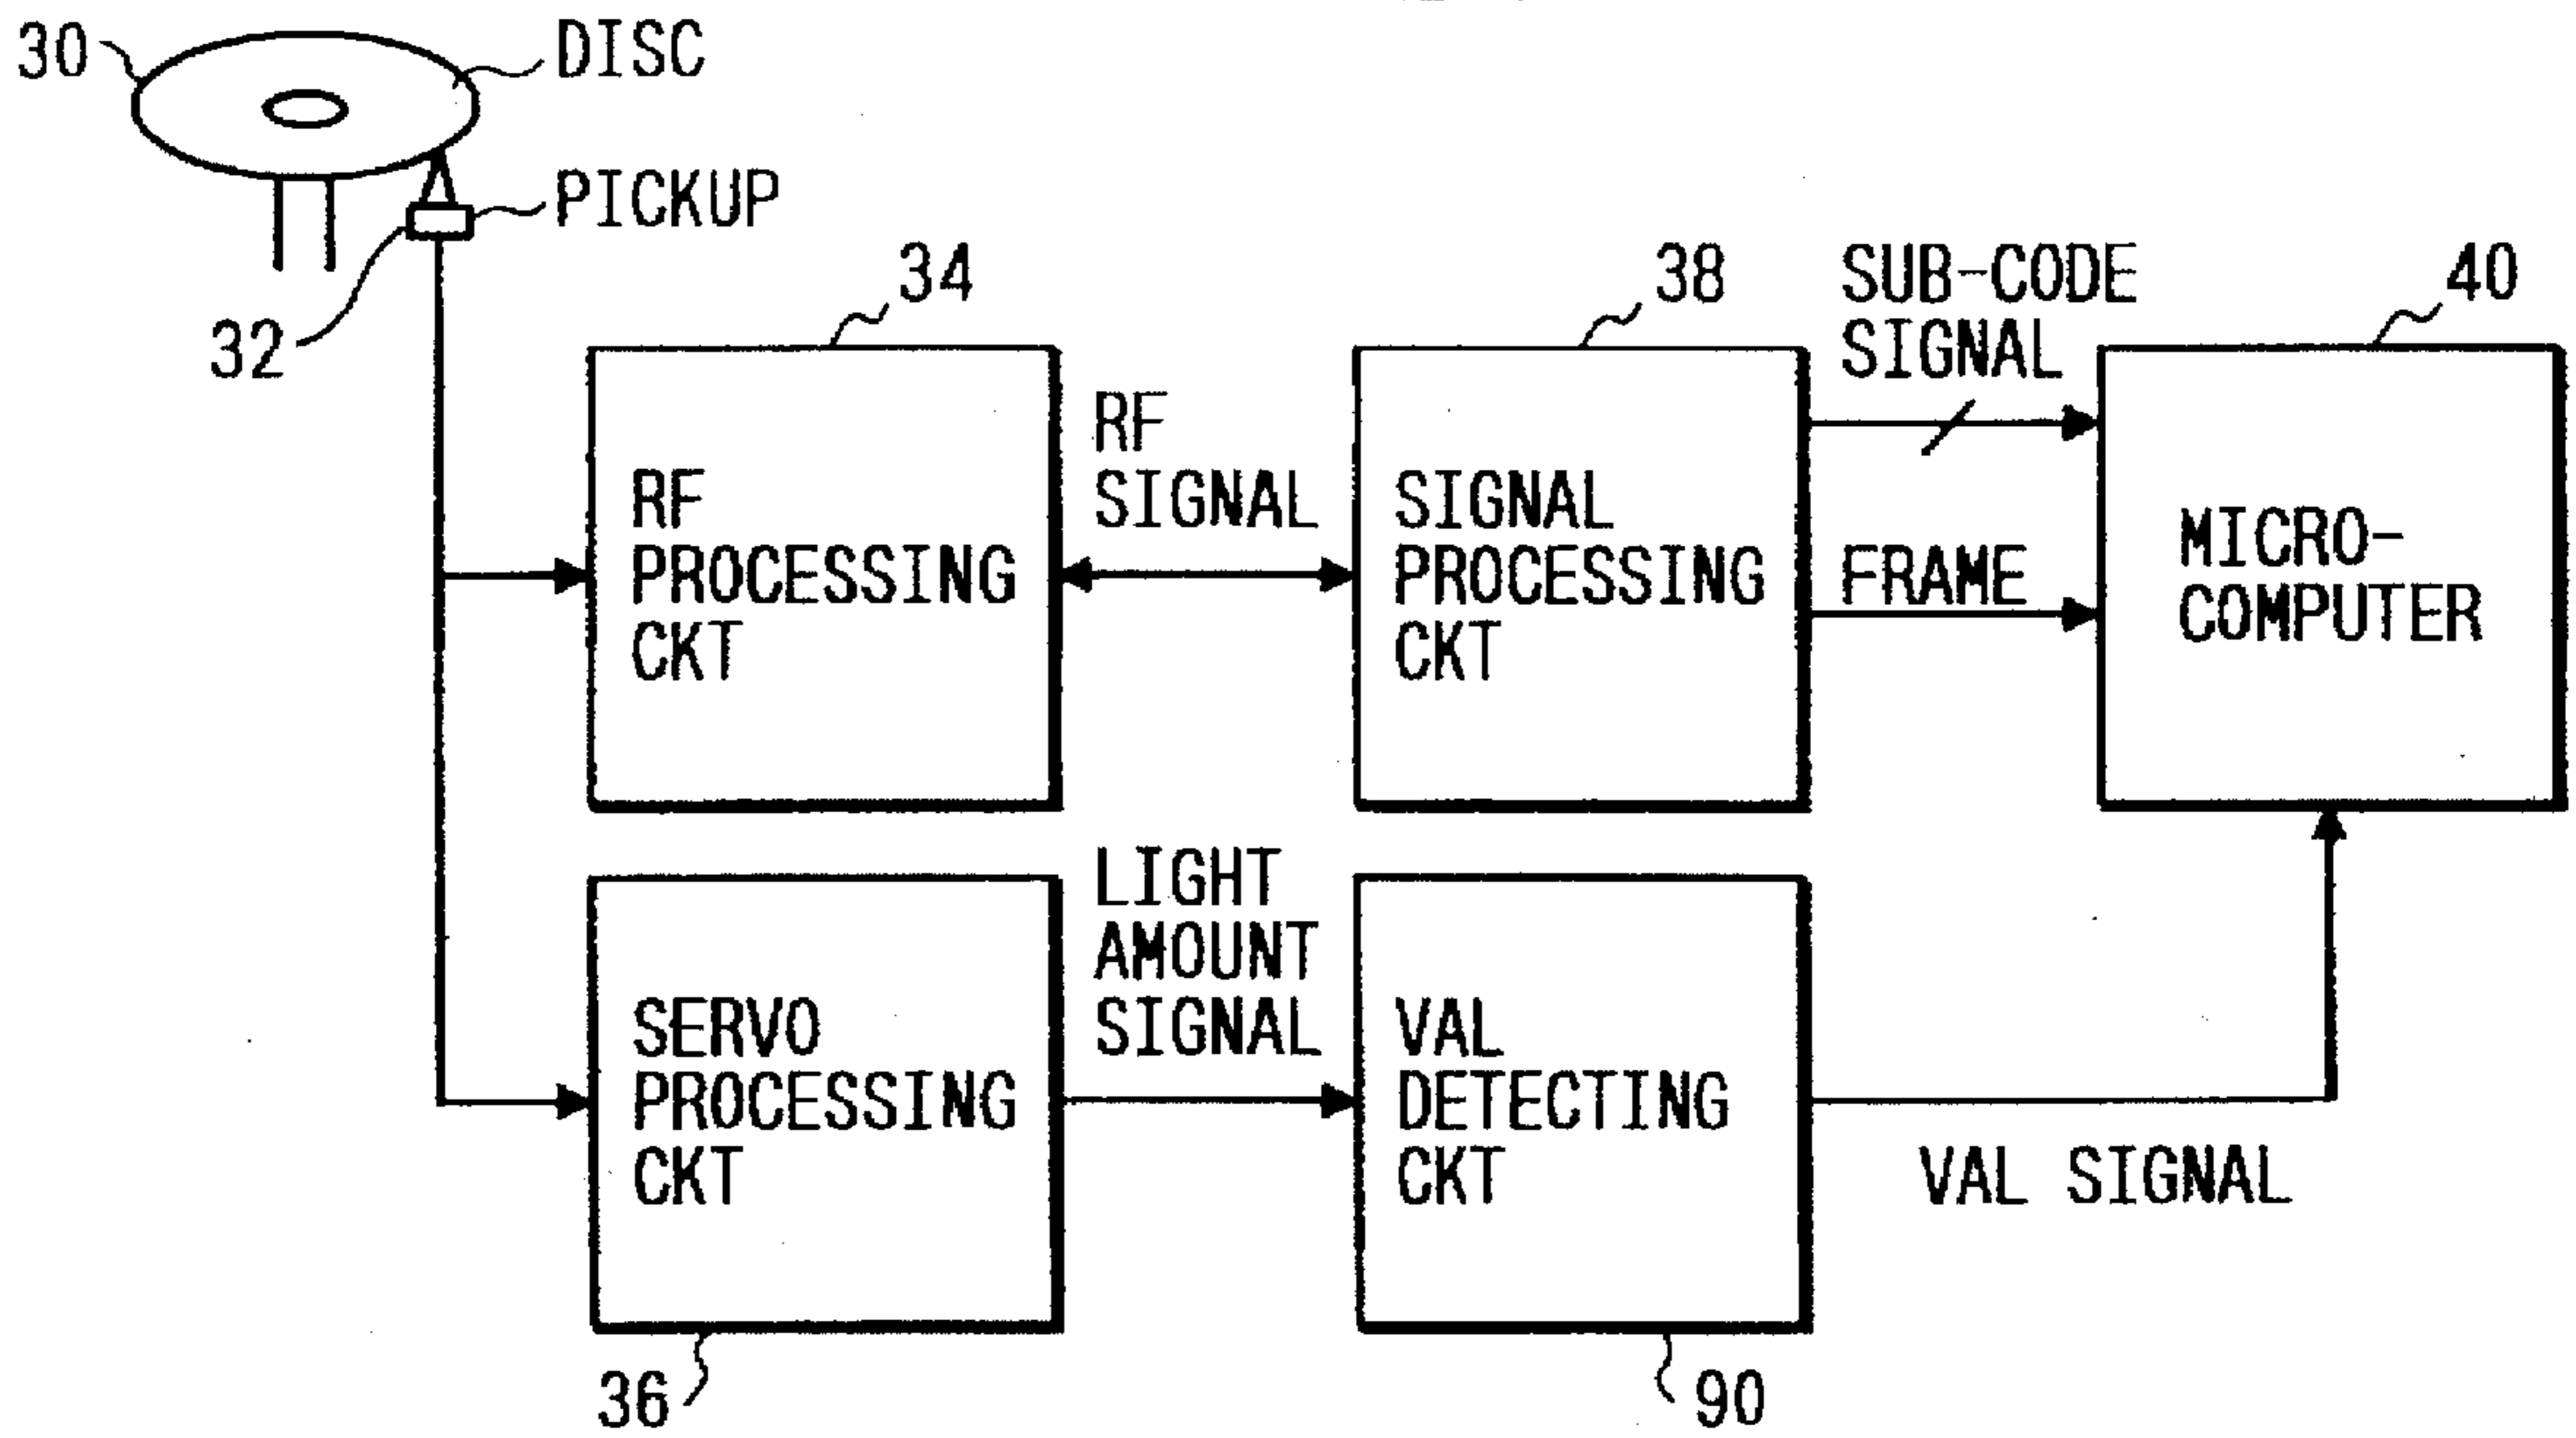 30
DISC
PICKUP
32
34
38
SUB-CODE
SIGNAL
40
RF
SIGNAL
RF
PROCESSING
CKT
SIGNAL
PROCESSING
CKT
FRAME
MICRO-
COMPUTER
LIGHT
AMOUNT
SIGNAL
SERVO
PROCESSING
CKT
VAL
DETECTING
CKT
VAL SIGNAL
36
90